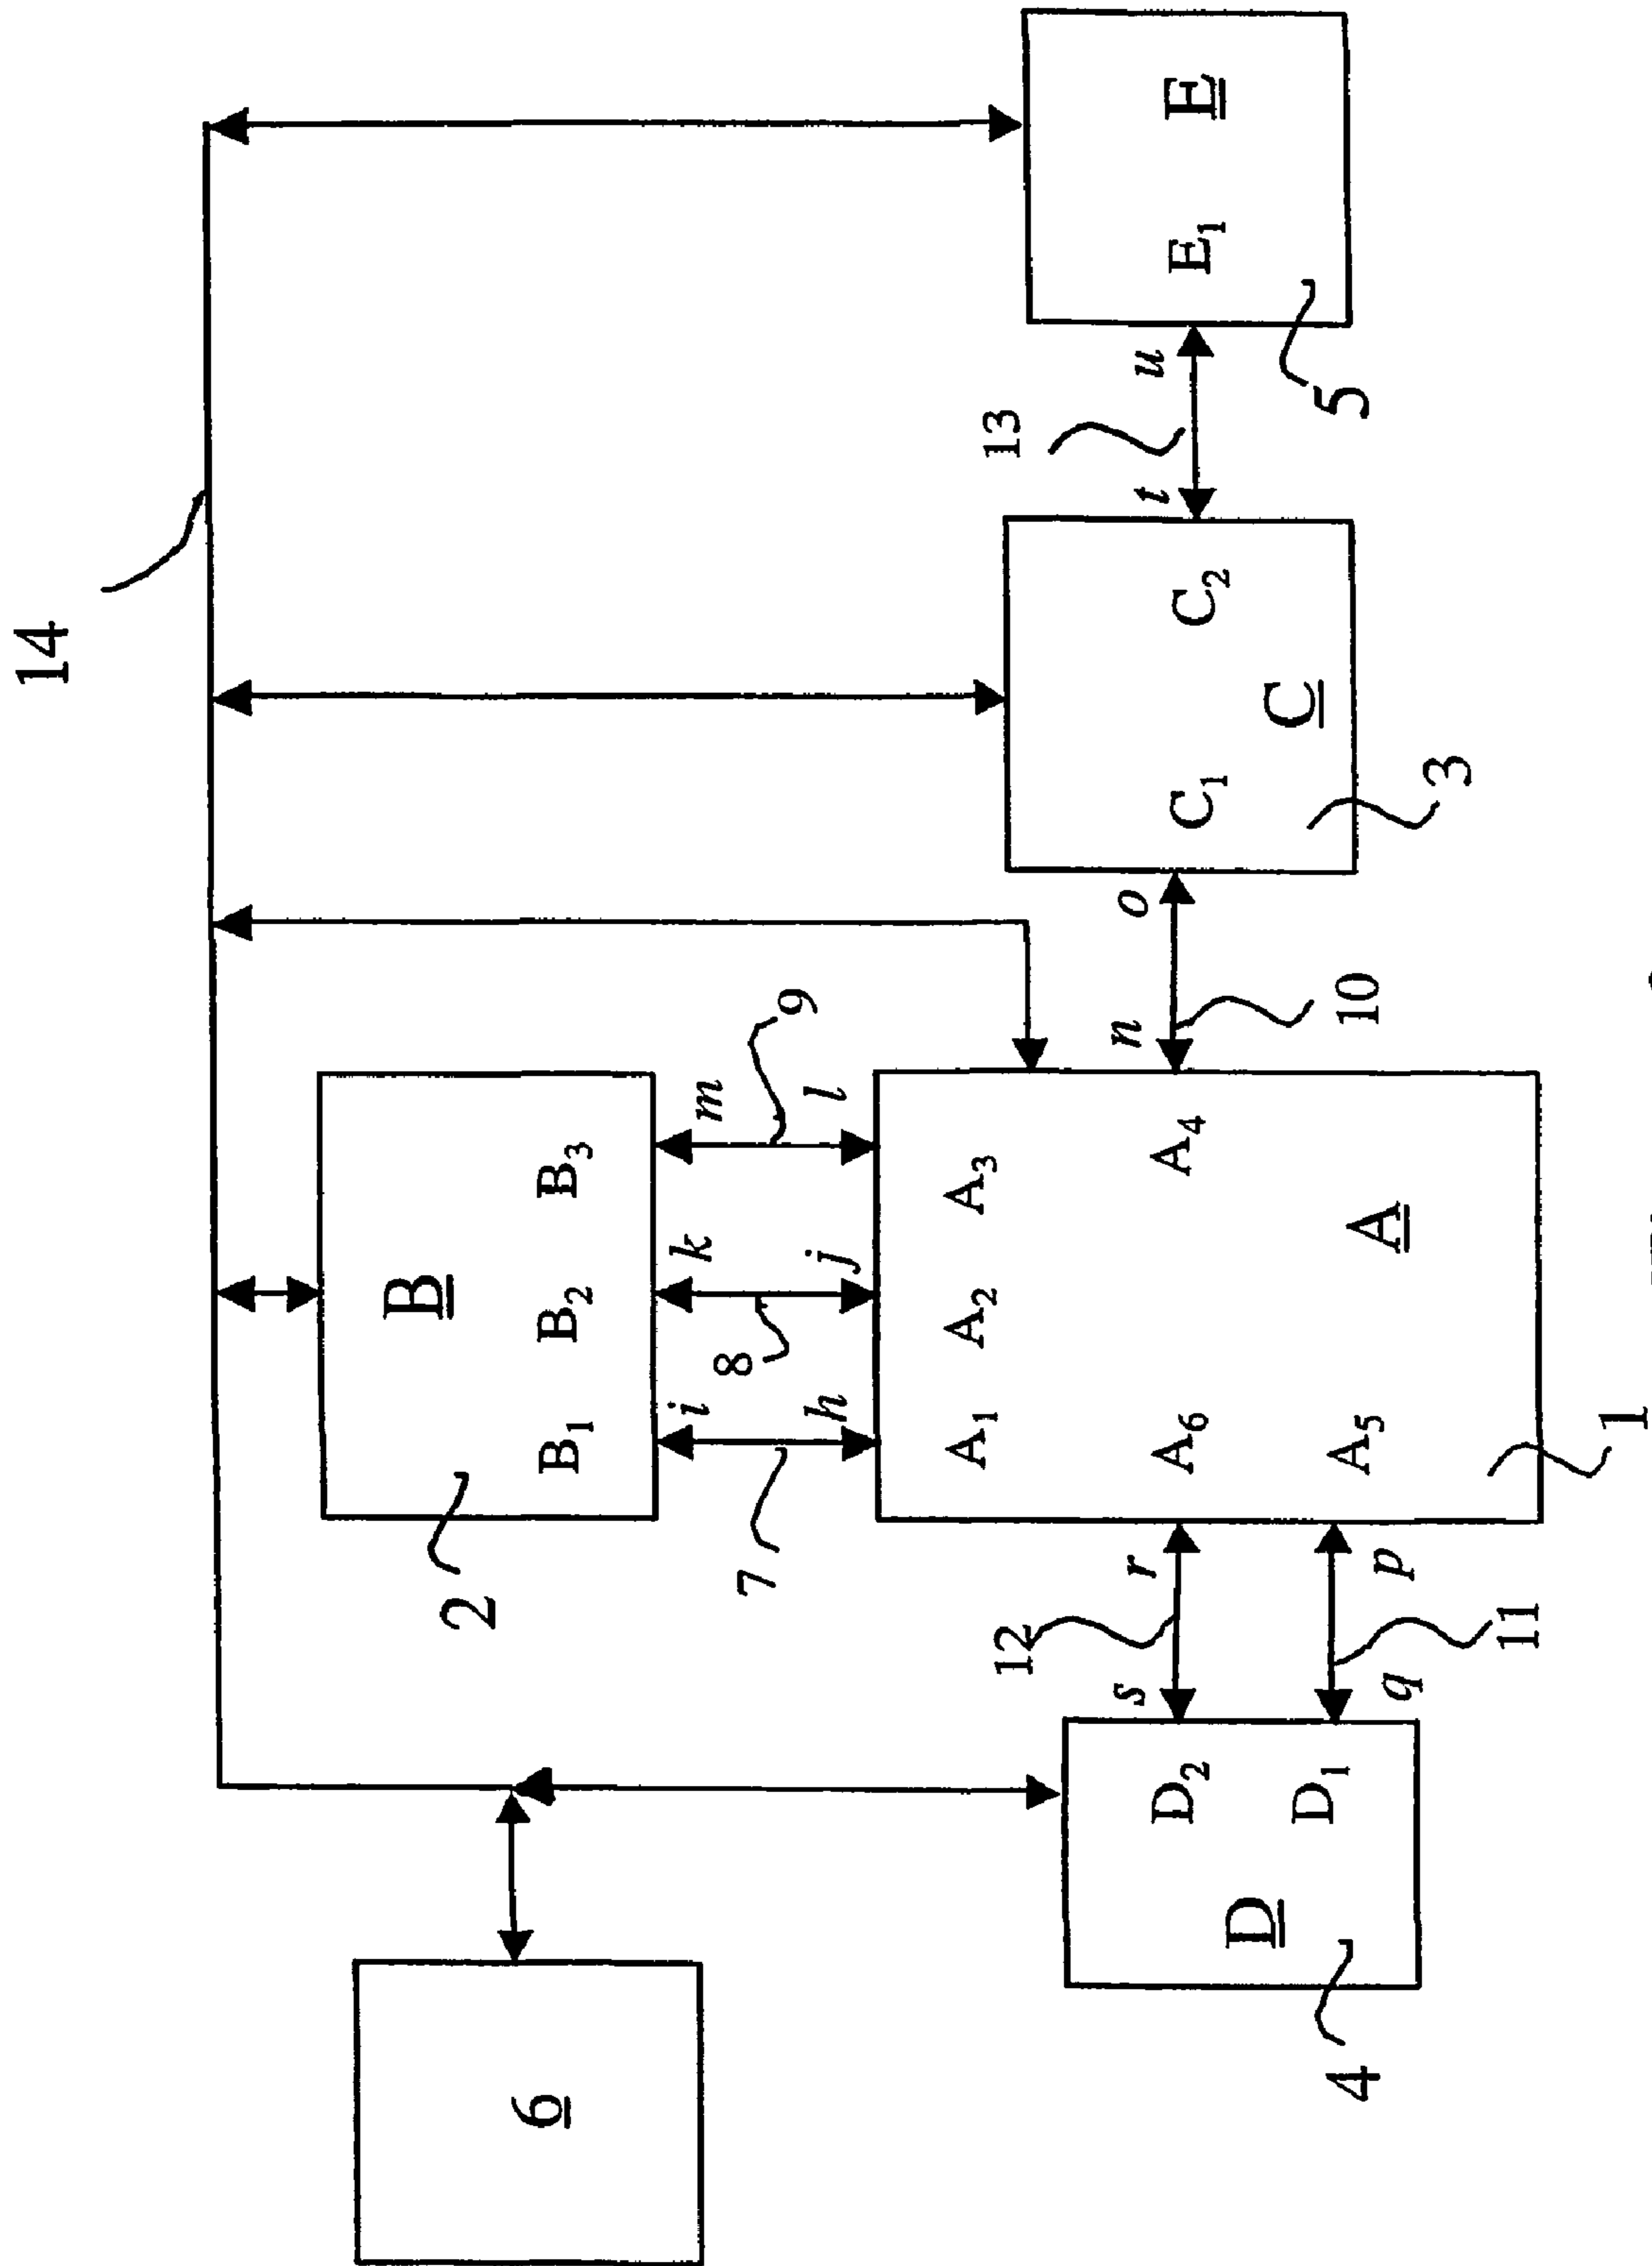 14
B
2
6
B1 B2 B3
i k m
7 8 9
h j l
A1 A2 A3
12 13
s r n o t u
D2 A6 A4 C1 C2 E1 E
D C
D1 A5 A
4 q p 10 3 5
11
1